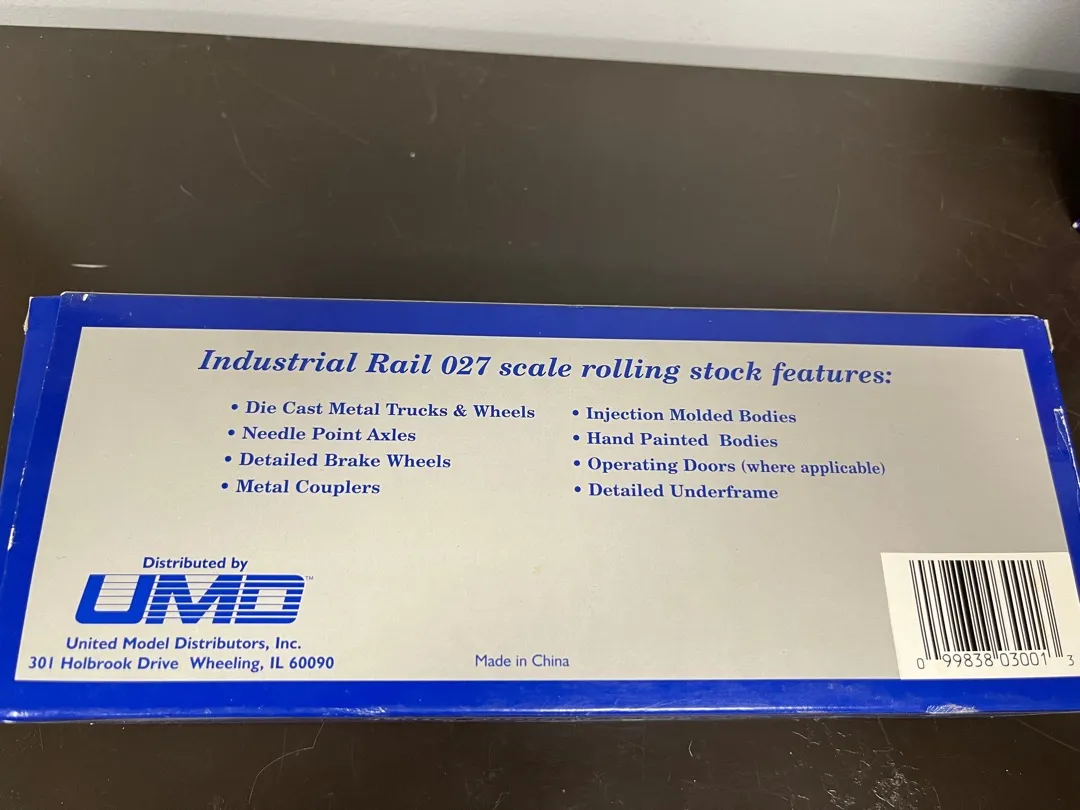 Industrial Rail 027 scale rolling stock features:
• Die Cast Metal Trucks & Wheels
• Needle Point Axles
• Detailed Brake Wheels
• Metal Couplers
• Injection Molded Bodies
• Hand Painted Bodies
• Operating Doors (where applicable)
• Detailed Underframe
Distributed by
UMD™
United Model Distributors, Inc.
301 Holbrook Drive Wheeling, IL 60090
Made in China
0 99838 03001 3